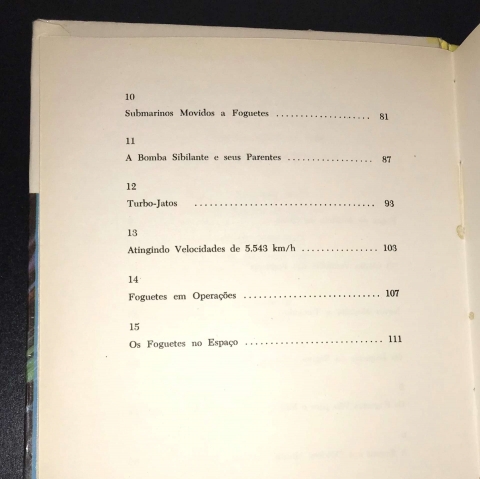 10
Submarinos Movidos a Foguetes .................... 81
11
A Bomba Sibilante e seus Parentes ................. 87
12
Turbo-Jatos ..................................... 93
13
Atingindo Velocidades de 5.543 km/h ................ 103
14
Foguetes em Operações ............................. 107
15
Os Foguetes no Espaço ............................. 111